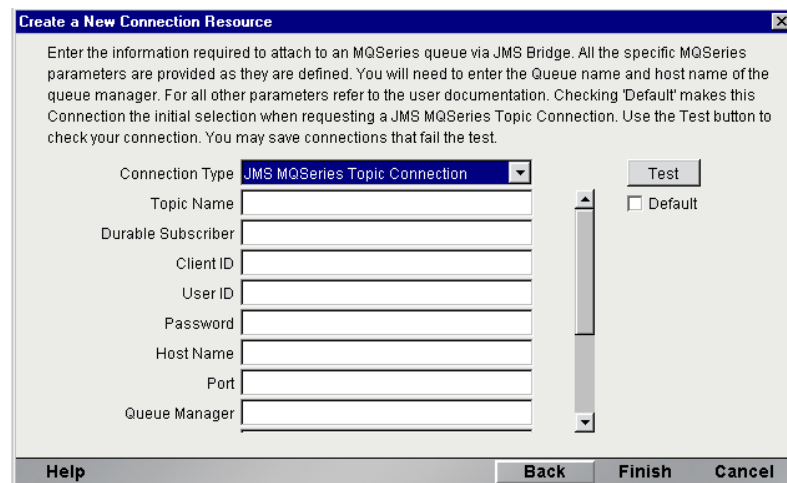 Create a New Connection Resource
Enter the information required to attach to an MQSeries queue via JMS Bridge. All the specific MQSeries
parameters are provided as they are defined. You will need to enter the Queue name and host name of the
queue manager. For all other parameters refer to the user documentation. Checking 'Default' makes this
Connection the initial selection when requesting a JMS MQSeries Topic Connection. Use the Test button to
check your connection. You may save connections that fail the test.
Connection Type JMS MQSeries Topic Connection Test
Topic Name Default
Durable Subscriber
Client ID
User ID
Password
Host Name
Port
Queue Manager
Help Back Finish Cancel